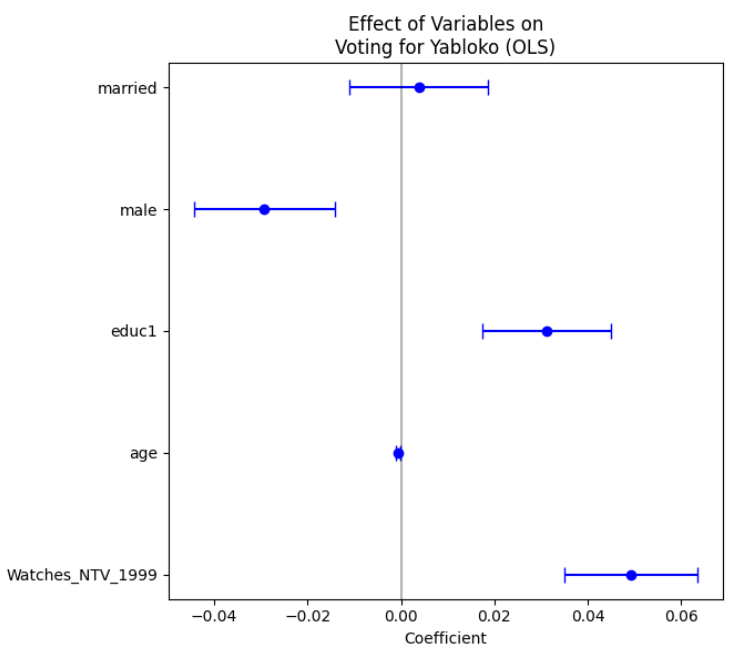 Effect of Variables on
Voting for Yabloko (OLS)
married
male
educ1
age
Watches_NTV_1999
−0.04 −0.02 0.00 0.02 0.04 0.06
Coefficient